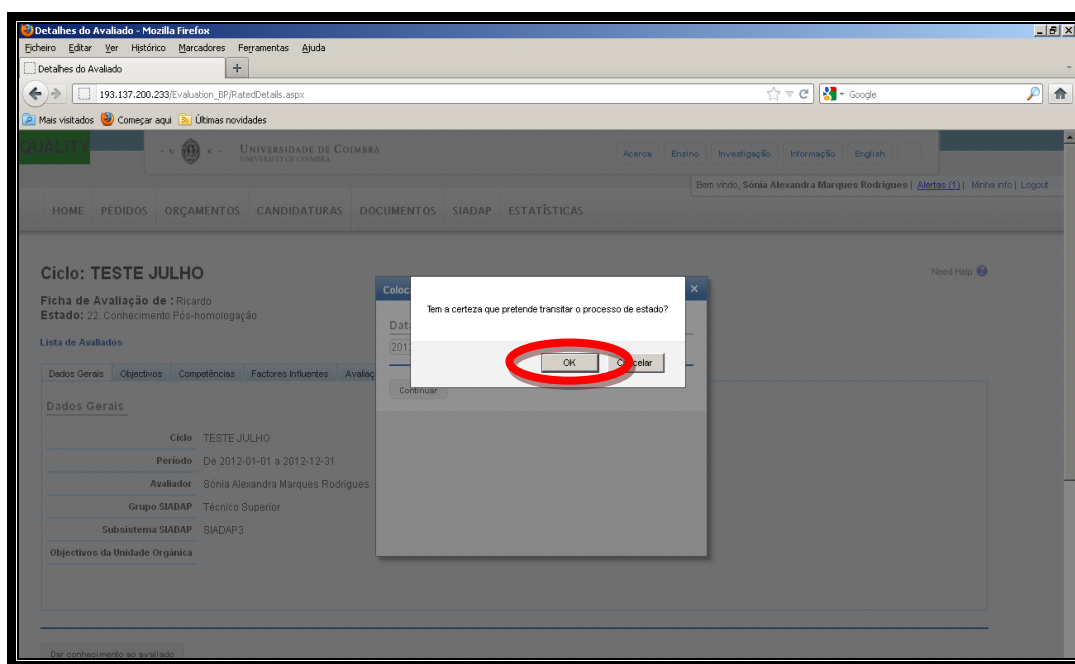 Detalhes do Avaliado - Mozilla Firefox
Ficheiro Editar Ver Histórico Marcadores Ferramentas Ajuda
Detalhes do Avaliado
193.137.200.233/Evaluation_BP/RatedDetails.aspx
Google
Mais visitados Começar aqui Últimas novidades
QUALITY
UNIVERSIDADE DE COIMBRA
UNIVERSITY OF COIMBRA
Acerca Ensino Investigação Informação English
Bem vindo, Sónia Alexandra Marques Rodrigues | Alertas (1) | Minha info | Logout
HOME PEDIDOS ORÇAMENTOS CANDIDATURAS DOCUMENTOS SIADAP ESTATÍSTICAS
Ciclo: TESTE JULHO
Need Help
Ficha de Avaliação de : Ricardo
Estado: 22. Conhecimento Pós-homologação
Lista de Avaliados
Dados Gerais Objectivos Competências Factores Influentes Avaliaç
Dados Gerais
Ciclo TESTE JULHO
Período De 2012-01-01 a 2012-12-31
Avaliador Sónia Alexandra Marques Rodrigues
Grupo SIADAP Técnico Superior
Subsistema SIADAP SIADAP3
Objectivos da Unidade Orgânica
Dar conhecimento ao avaliado
Coloc
Data
2012
Continuar
Tem a certeza que pretende transitar o processo de estado?
OK